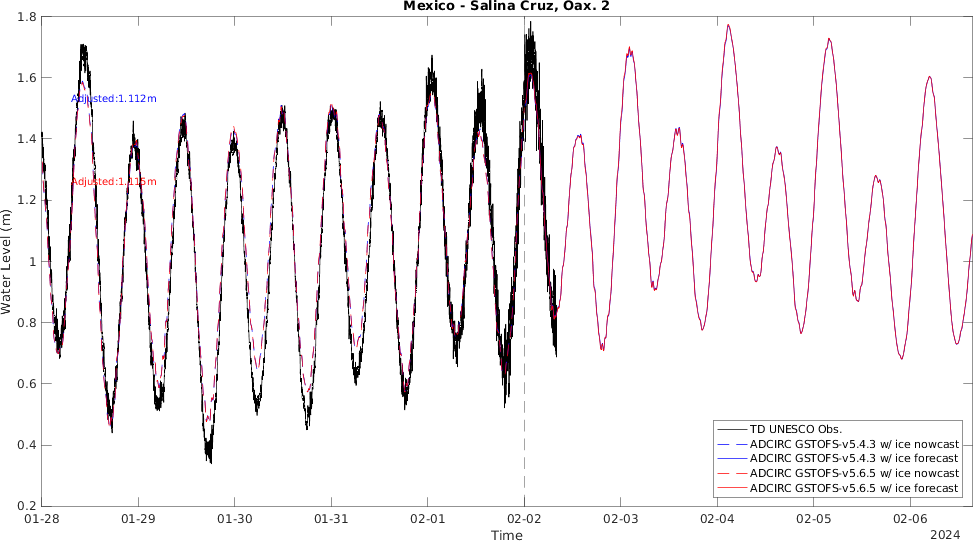 Mexico - Salina Cruz, Oax. 2
1.8
1.6
1.4
1.2
1
0.8
0.6
0.4
0.2
Water Level (m)
Adjusted:1.112m
Adjusted:1.115m
TD UNESCO Obs.
ADCIRC GSTOFS-v5.4.3 w/ ice nowcast
ADCIRC GSTOFS-v5.4.3 w/ ice forecast
ADCIRC GSTOFS-v5.6.5 w/ ice nowcast
ADCIRC GSTOFS-v5.6.5 w/ ice forecast
01-28 01-29 01-30 01-31 02-01 02-02 02-03 02-04 02-05 02-06
Time
2024